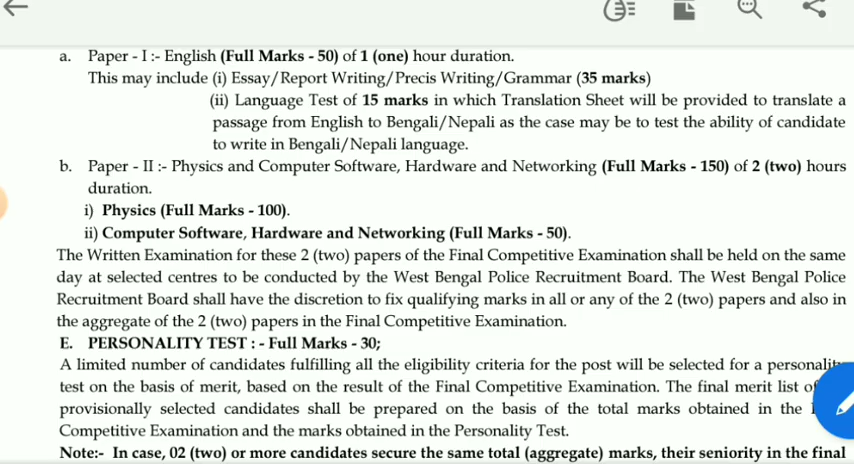 a. Paper - I :- English (Full Marks - 50) of 1 (one) hour duration.
This may include (i) Essay/Report Writing/Precis Writing/Grammar (35 marks)
(ii) Language Test of 15 marks in which Translation Sheet will be provided to translate a
passage from English to Bengali/Nepali as the case may be to test the ability of candidate
to write in Bengali/Nepali language.
b. Paper - II :- Physics and Computer Software, Hardware and Networking (Full Marks - 150) of 2 (two) hours
duration.
i) Physics (Full Marks - 100).
ii) Computer Software, Hardware and Networking (Full Marks - 50).
The Written Examination for these 2 (two) papers of the Final Competitive Examination shall be held on the same
day at selected centres to be conducted by the West Bengal Police Recruitment Board. The West Bengal Police
Recruitment Board shall have the discretion to fix qualifying marks in all or any of the 2 (two) papers and also in
the aggregate of the 2 (two) papers in the Final Competitive Examination.
E. PERSONALITY TEST : - Full Marks - 30;
A limited number of candidates fulfilling all the eligibility criteria for the post will be selected for a personality
test on the basis of merit, based on the result of the Final Competitive Examination. The final merit list of
provisionally selected candidates shall be prepared on the basis of the total marks obtained in the
Competitive Examination and the marks obtained in the Personality Test.
Note:- In case, 02 (two) or more candidates secure the same total (aggregate) marks, their seniority in the final